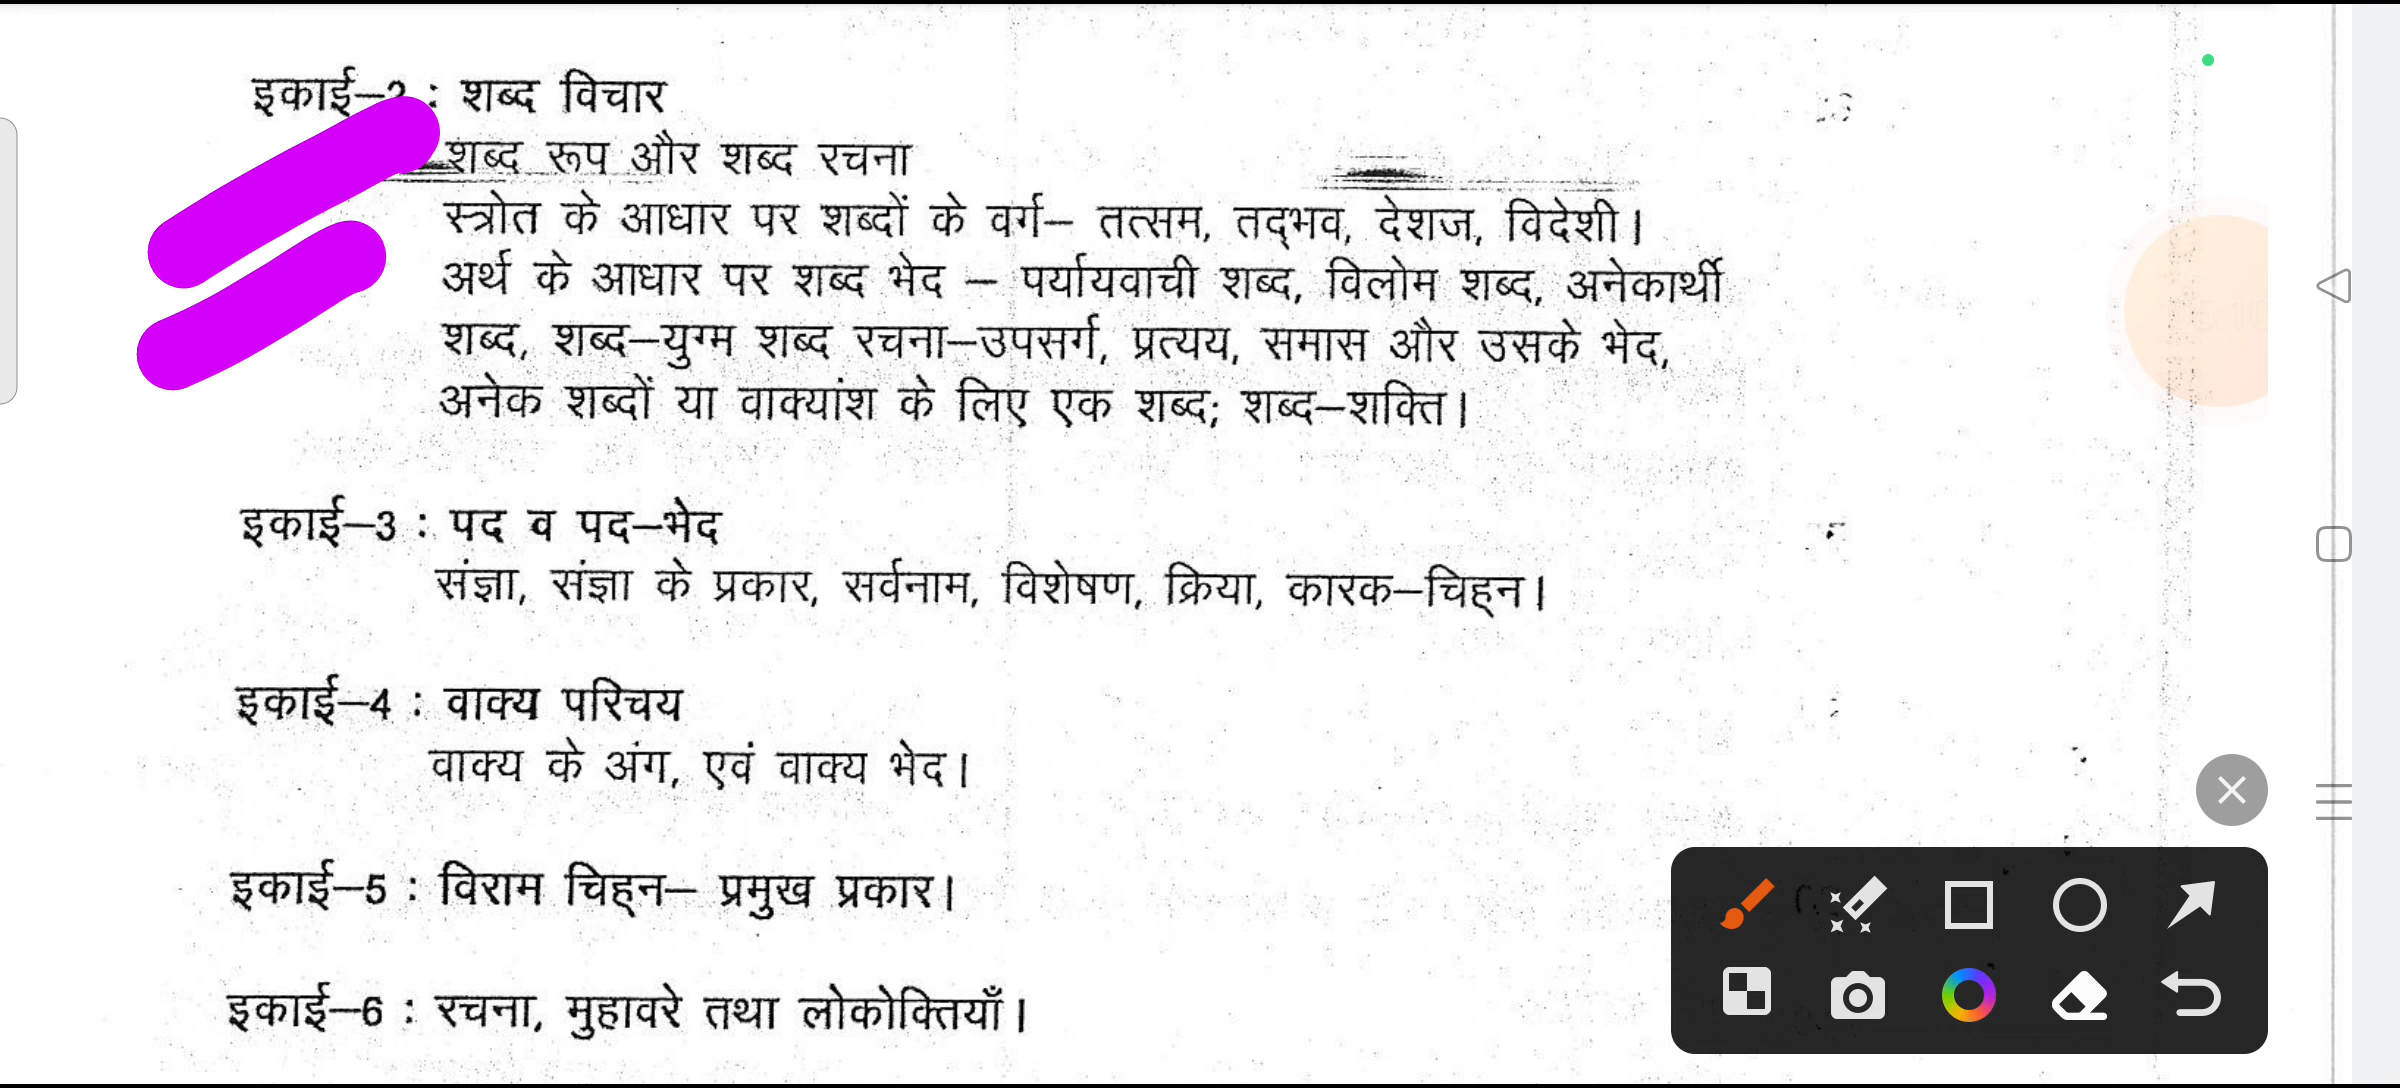 इकाई–2 : शब्द विचार
शब्द रूप और शब्द रचना
स्त्रोत के आधार पर शब्दों के वर्ग– तत्सम, तद्भव, देशज, विदेशी।
अर्थ के आधार पर शब्द भेद – पर्यायवाची शब्द, विलोम शब्द, अनेकार्थी
शब्द, शब्द–युग्म शब्द रचना–उपसर्ग, प्रत्यय, समास और उसके भेद,
अनेक शब्दों या वाक्यांश के लिए एक शब्द; शब्द–शक्ति।
इकाई–3 : पद व पद–भेद
संज्ञा, संज्ञा के प्रकार, सर्वनाम, विशेषण, क्रिया, कारक–चिह्न।
इकाई–4 : वाक्य परिचय
वाक्य के अंग, एवं वाक्य भेद।
इकाई–5 : विराम चिह्न– प्रमुख प्रकार।
इकाई–6 : रचना, मुहावरे तथा लोकोक्तियाँ।